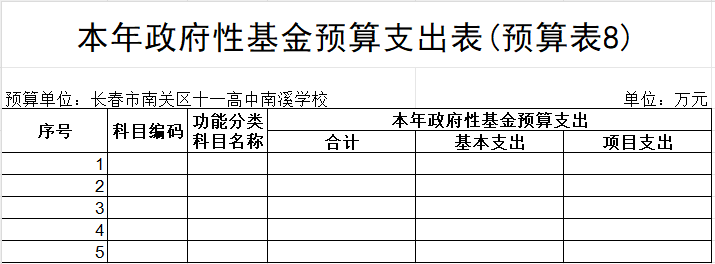 本年政府性基金预算支出表(预算表8)
预算单位：长春市南关区十一高中南溪学校 单位：万元
序号 科目编码 功能分类科目名称 本年政府性基金预算支出
合计 基本支出 项目支出
1
2
3
4
5